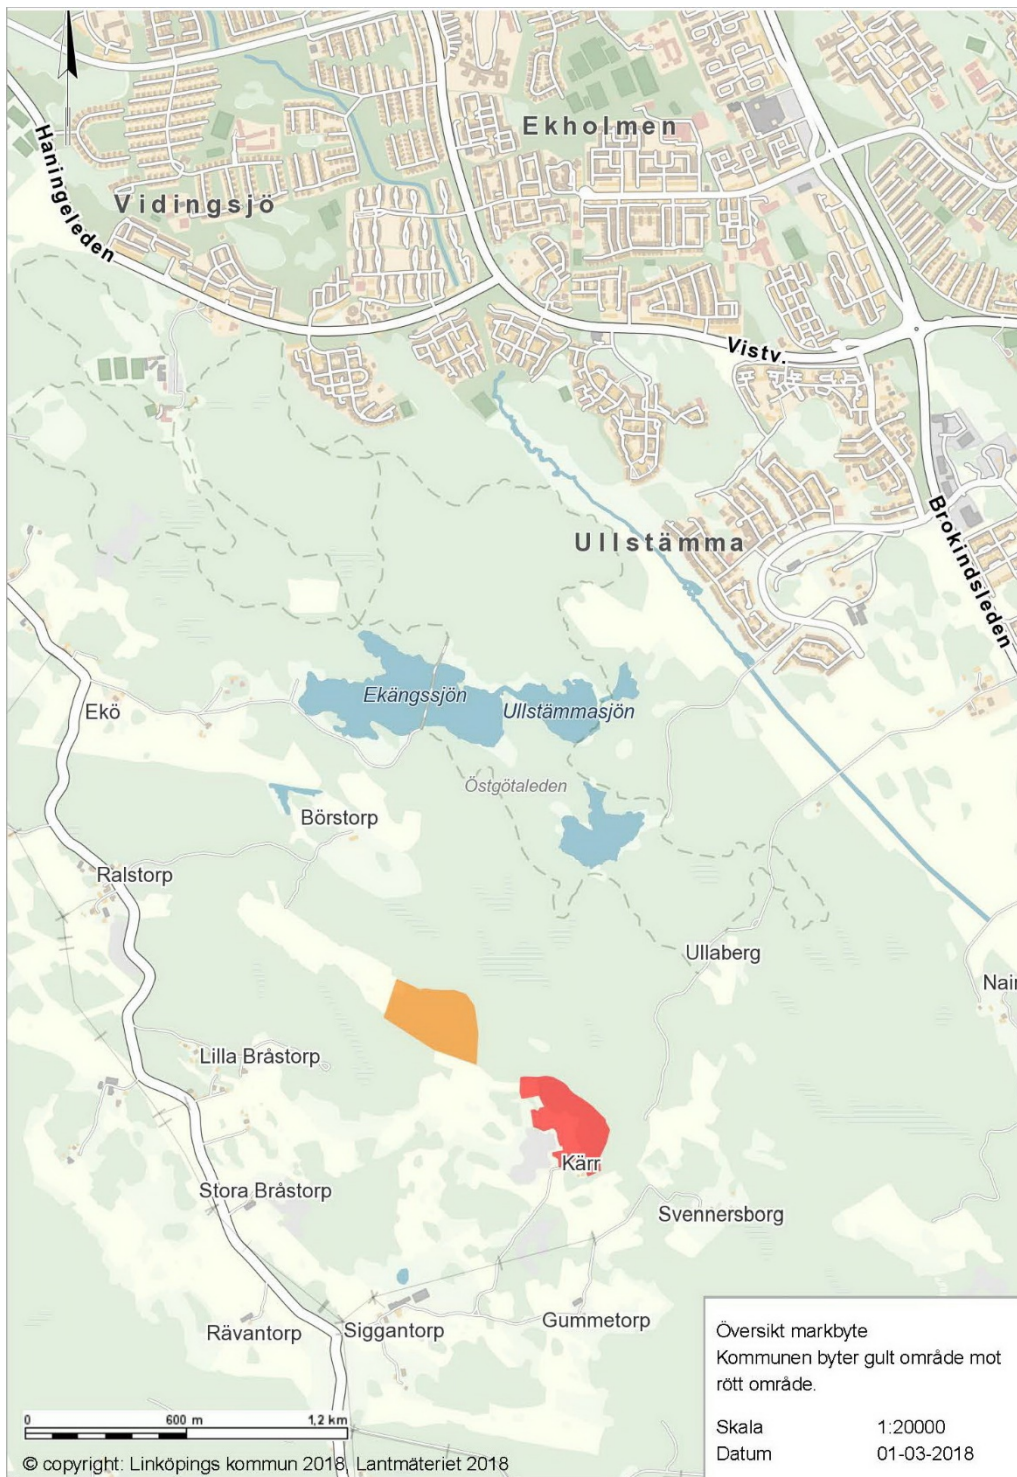 Ekholmen
Haningeleden
Vidingsjö
Vistv.
Ullstämma
Brokindsleden
Ekängssjön
Ullstämmasjön
Ekö
Östgötaleden
Börstorp
Ralstorp
Ullaberg
Nain
Lilla Bråstorp
Kärr
Stora Bråstorp
Svennersborg
Gummetorp
Rävantorp
Siggantorp
Översikt markbyte
Kommunen byter gult område mot
rött område.
Skala 1:20000
Datum 01-03-2018
0 600 m 1,2 km
© copyright: Linköpings kommun 2018, Lantmäteriet 2018